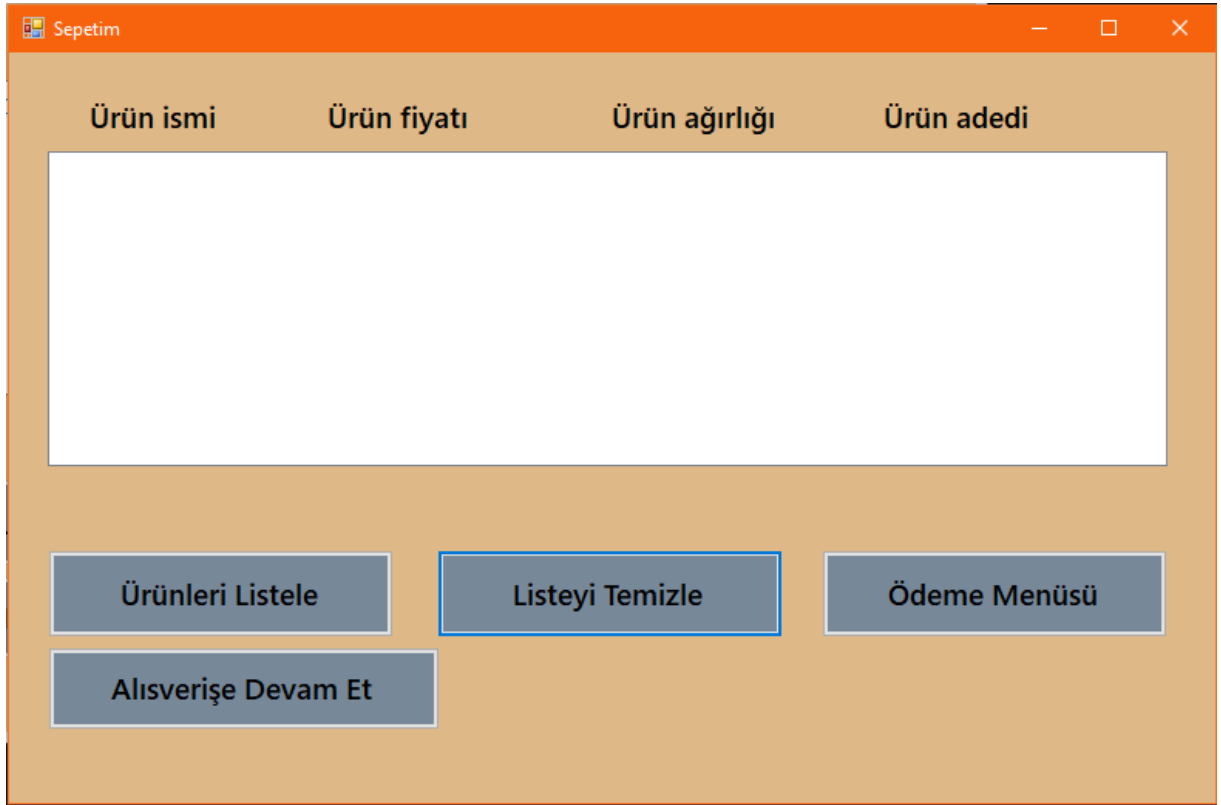 Sepetim
Ürün ismi Ürün fiyatı Ürün ağırlığı Ürün adedi
Ürünleri Listele Listeyi Temizle Ödeme Menüsü
Alısverişe Devam Et